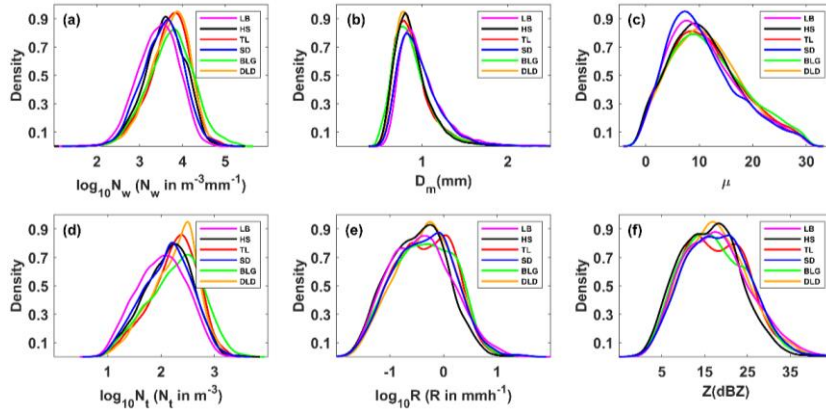 (a)
LB
HS
TL
SD
BLG
DLD
Density
0.9
0.7
0.5
0.3
0.1
2
3
4
5
log₁₀N_w (N_w in m⁻³mm⁻¹)
(b)
LB
HS
TL
SD
BLG
DLD
Density
0.9
0.7
0.5
0.3
0.1
1
2
D_m(mm)
(c)
LB
HS
TL
SD
BLG
DLD
Density
0.9
0.7
0.5
0.3
0.1
0
10
20
30
μ
(d)
LB
HS
TL
SD
BLG
DLD
Density
0.9
0.7
0.5
0.3
0.1
1
2
3
log₁₀N_t (N_t in m⁻³)
(e)
LB
HS
TL
SD
BLG
DLD
Density
0.9
0.7
0.5
0.3
0.1
-1
0
1
log₁₀R (R in mmh⁻¹)
(f)
LB
HS
TL
SD
BLG
DLD
Density
0.9
0.7
0.5
0.3
0.1
5
15
25
35
Z(dBZ)